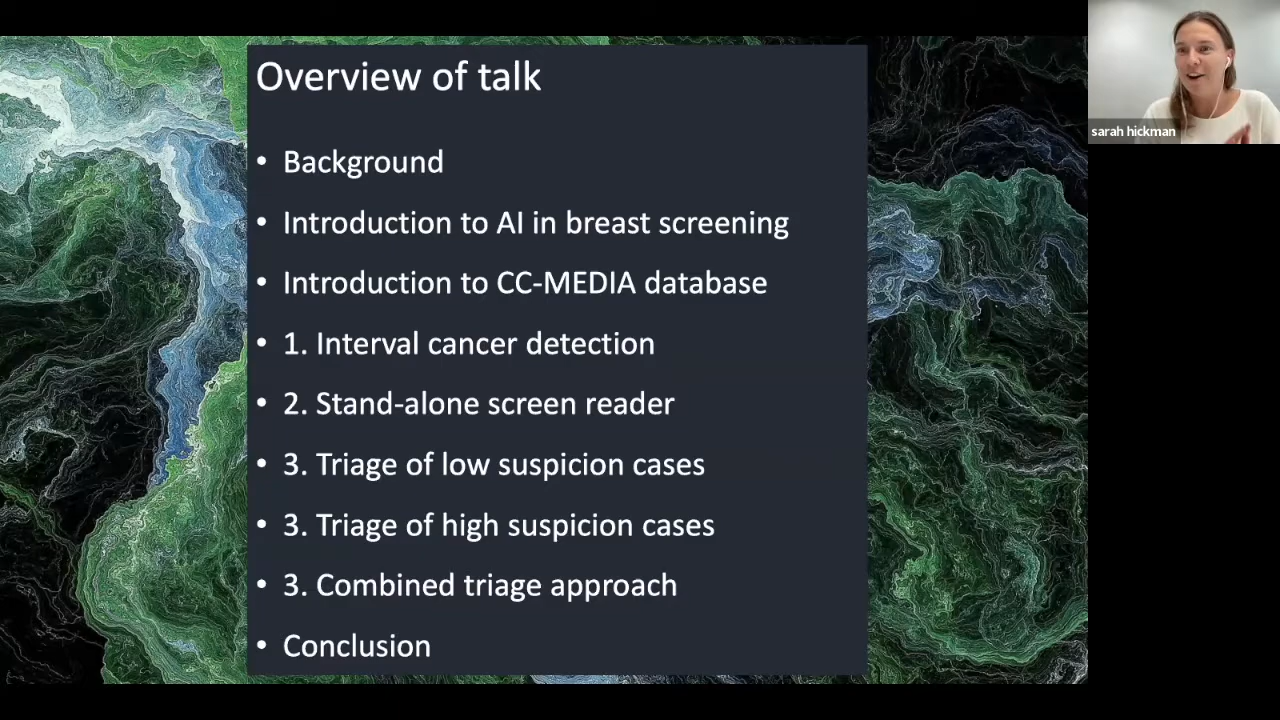 Overview of talk
• Background
• Introduction to AI in breast screening
• Introduction to CC-MEDIA database
• 1. Interval cancer detection
• 2. Stand-alone screen reader
• 3. Triage of low suspicion cases
• 3. Triage of high suspicion cases
• 3. Combined triage approach
• Conclusion
sarah hickman